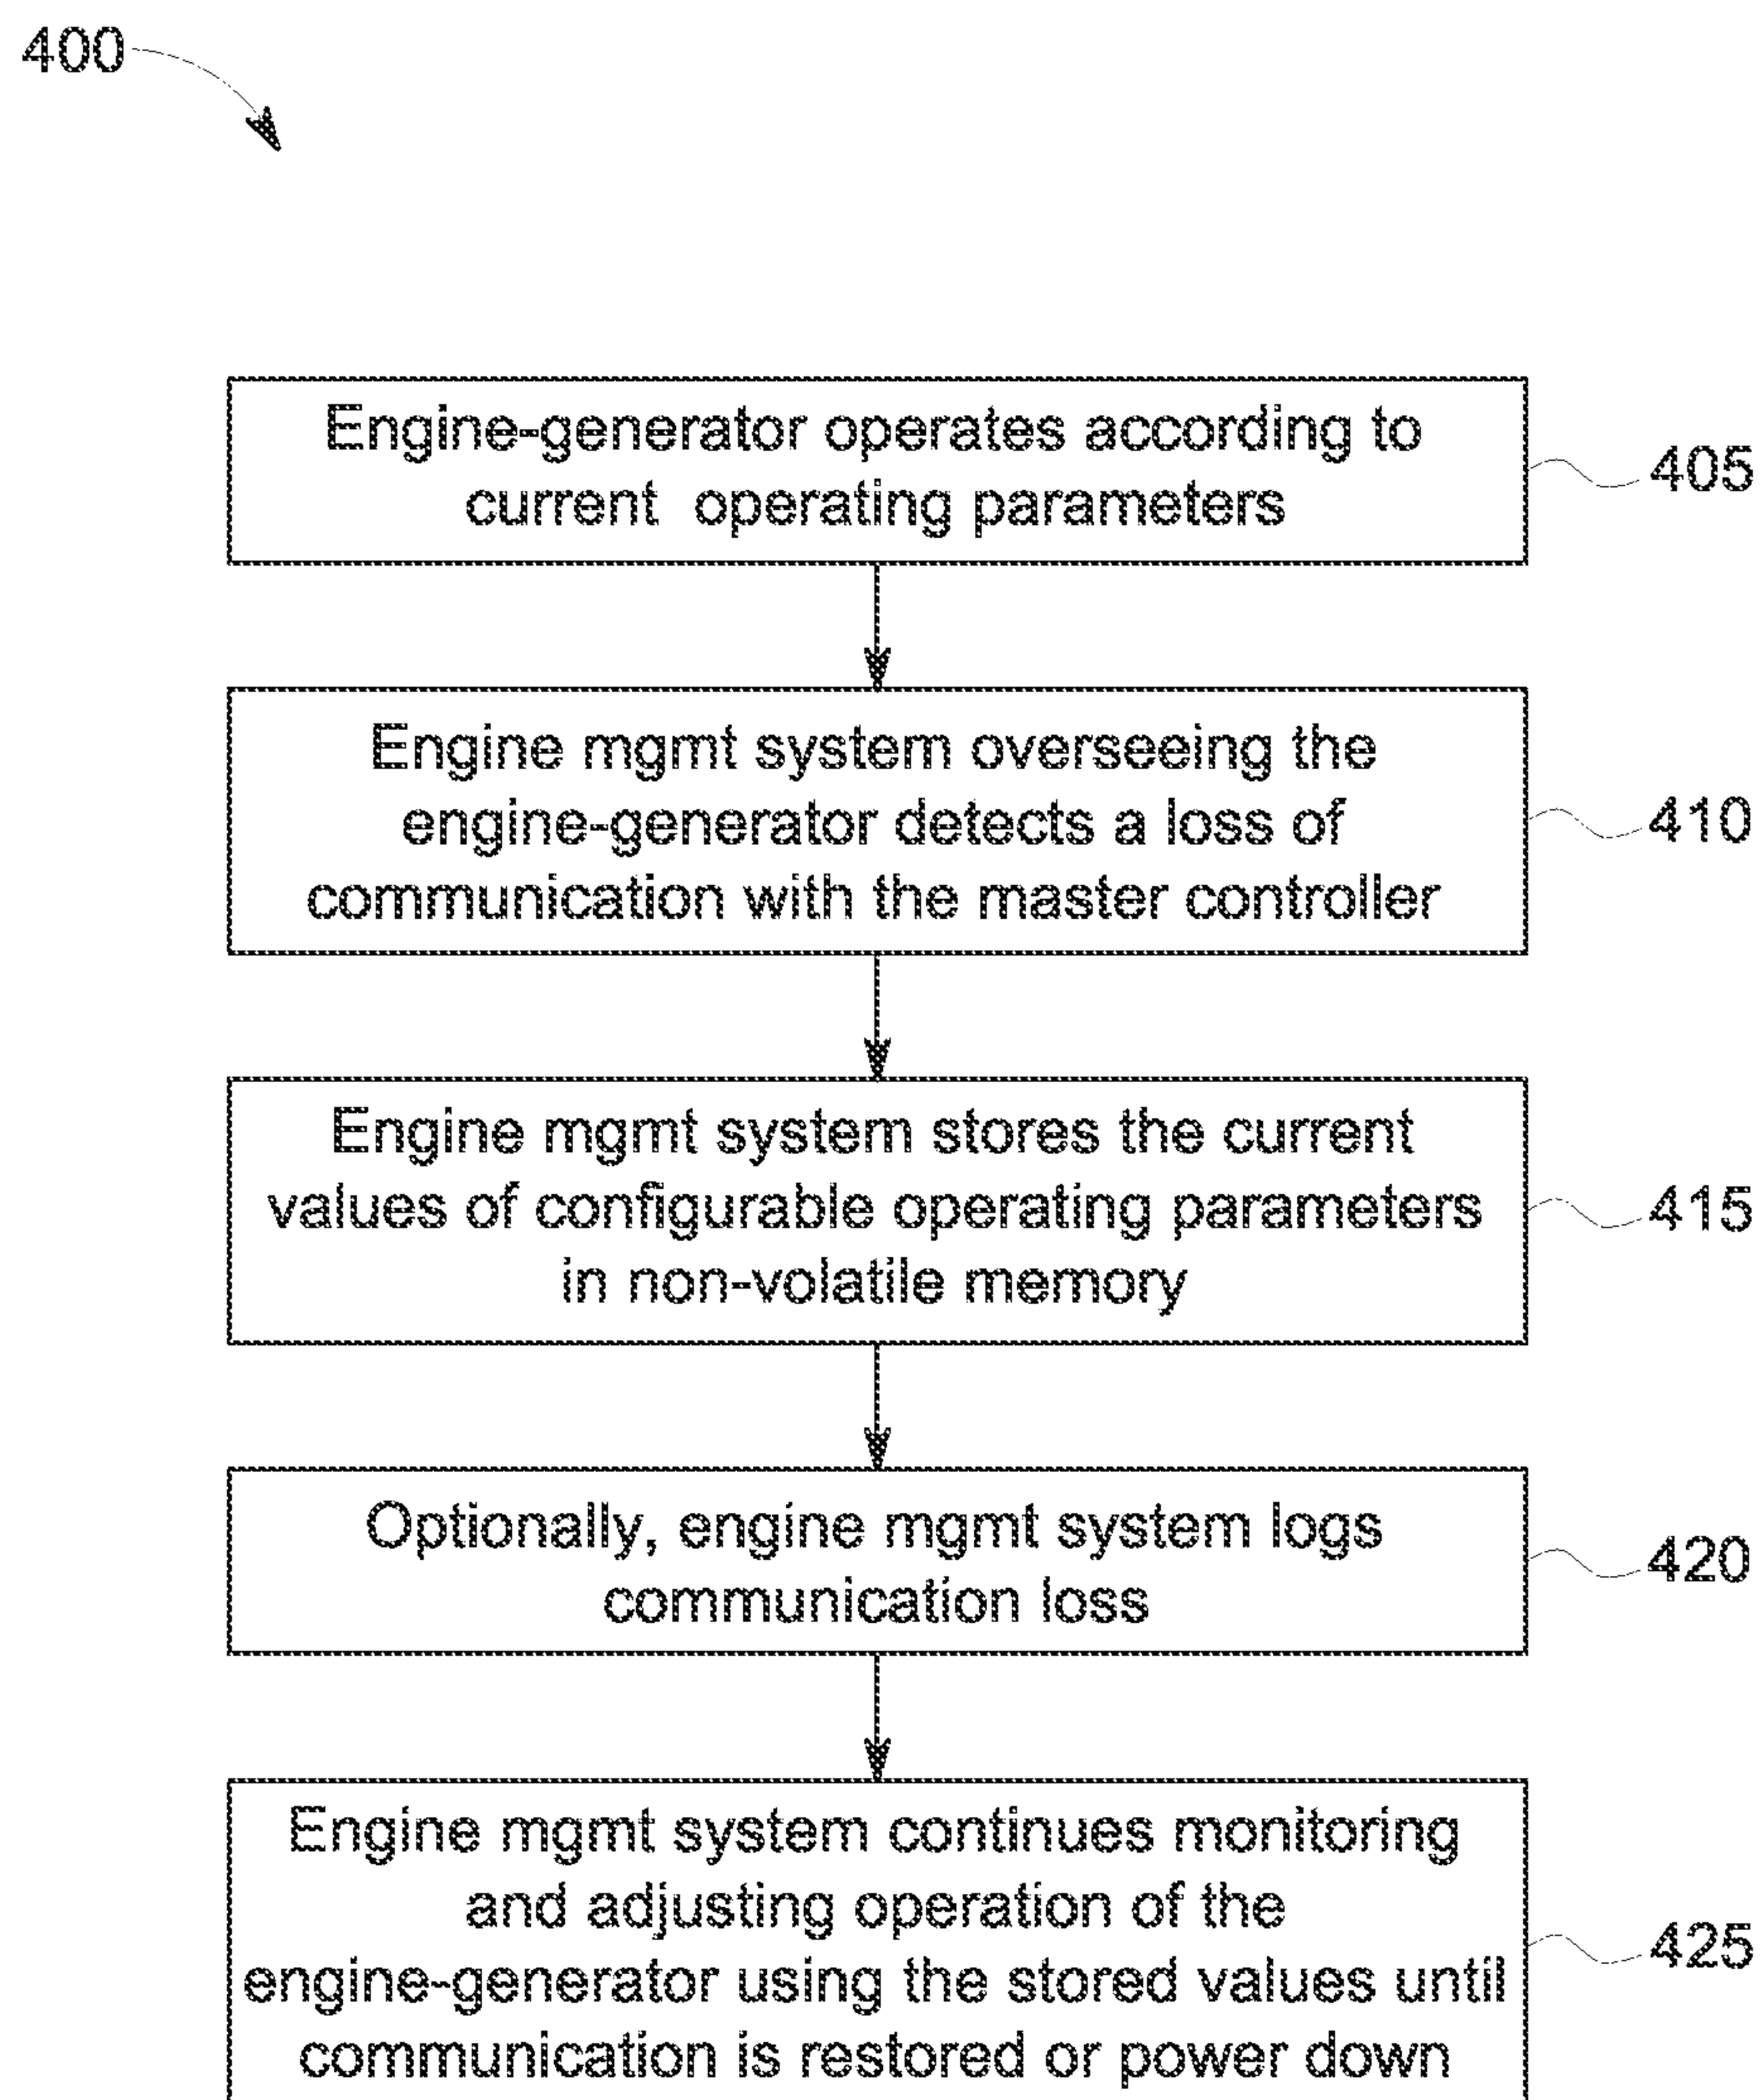 400
Engine-generator operates according to
current operating parameters
405
Engine mgmt system overseeing the
engine-generator detects a loss of
communication with the master controller
410
Engine mgmt system stores the current
values of configurable operating parameters
in non-volatile memory
415
Optionally, engine mgmt system logs
communication loss
420
Engine mgmt system continues monitoring
and adjusting operation of the
engine-generator using the stored values until
communication is restored or power down
425